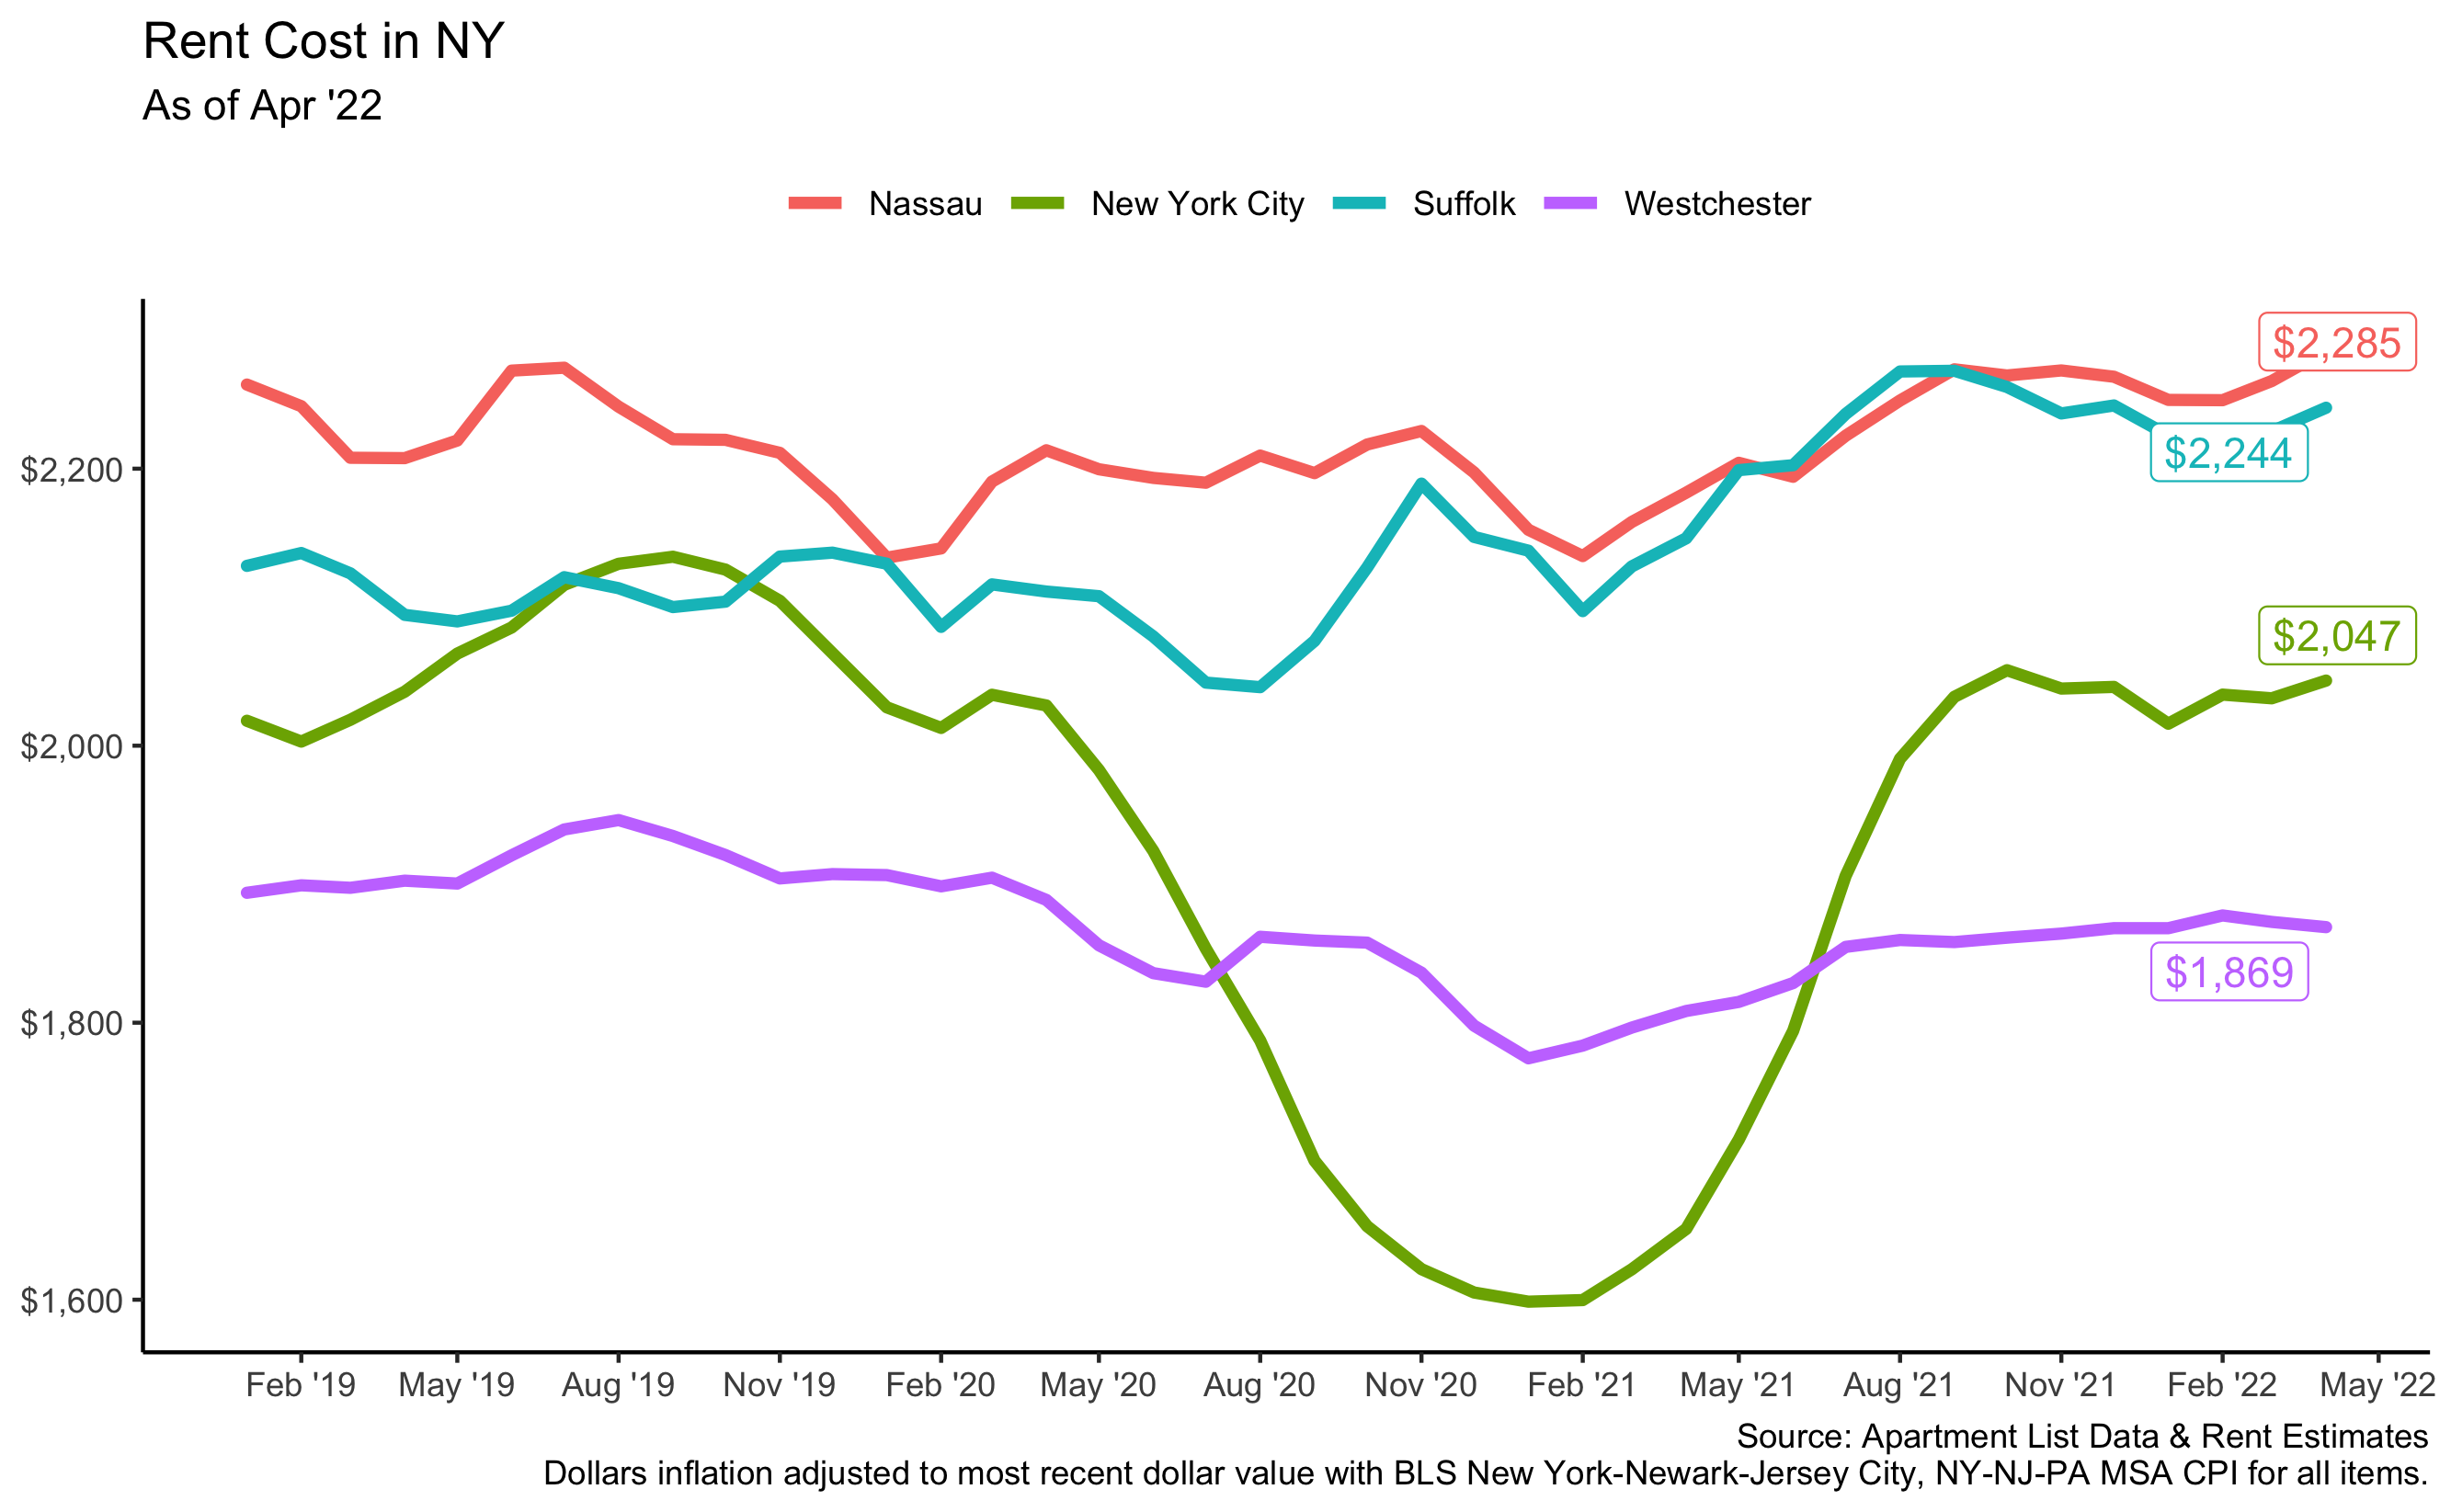 Rent Cost in NY
As of Apr '22
Nassau New York City Suffolk Westchester
$2,285
$2,244
$2,200
$2,047
$2,000
$1,869
$1,800
$1,600
Feb '19 May '19 Aug '19 Nov '19 Feb '20 May '20 Aug '20 Nov '20 Feb '21 May '21 Aug '21 Nov '21 Feb '22 May '22
Source: Apartment List Data & Rent Estimates
Dollars inflation adjusted to most recent dollar value with BLS New York-Newark-Jersey City, NY-NJ-PA MSA CPI for all items.